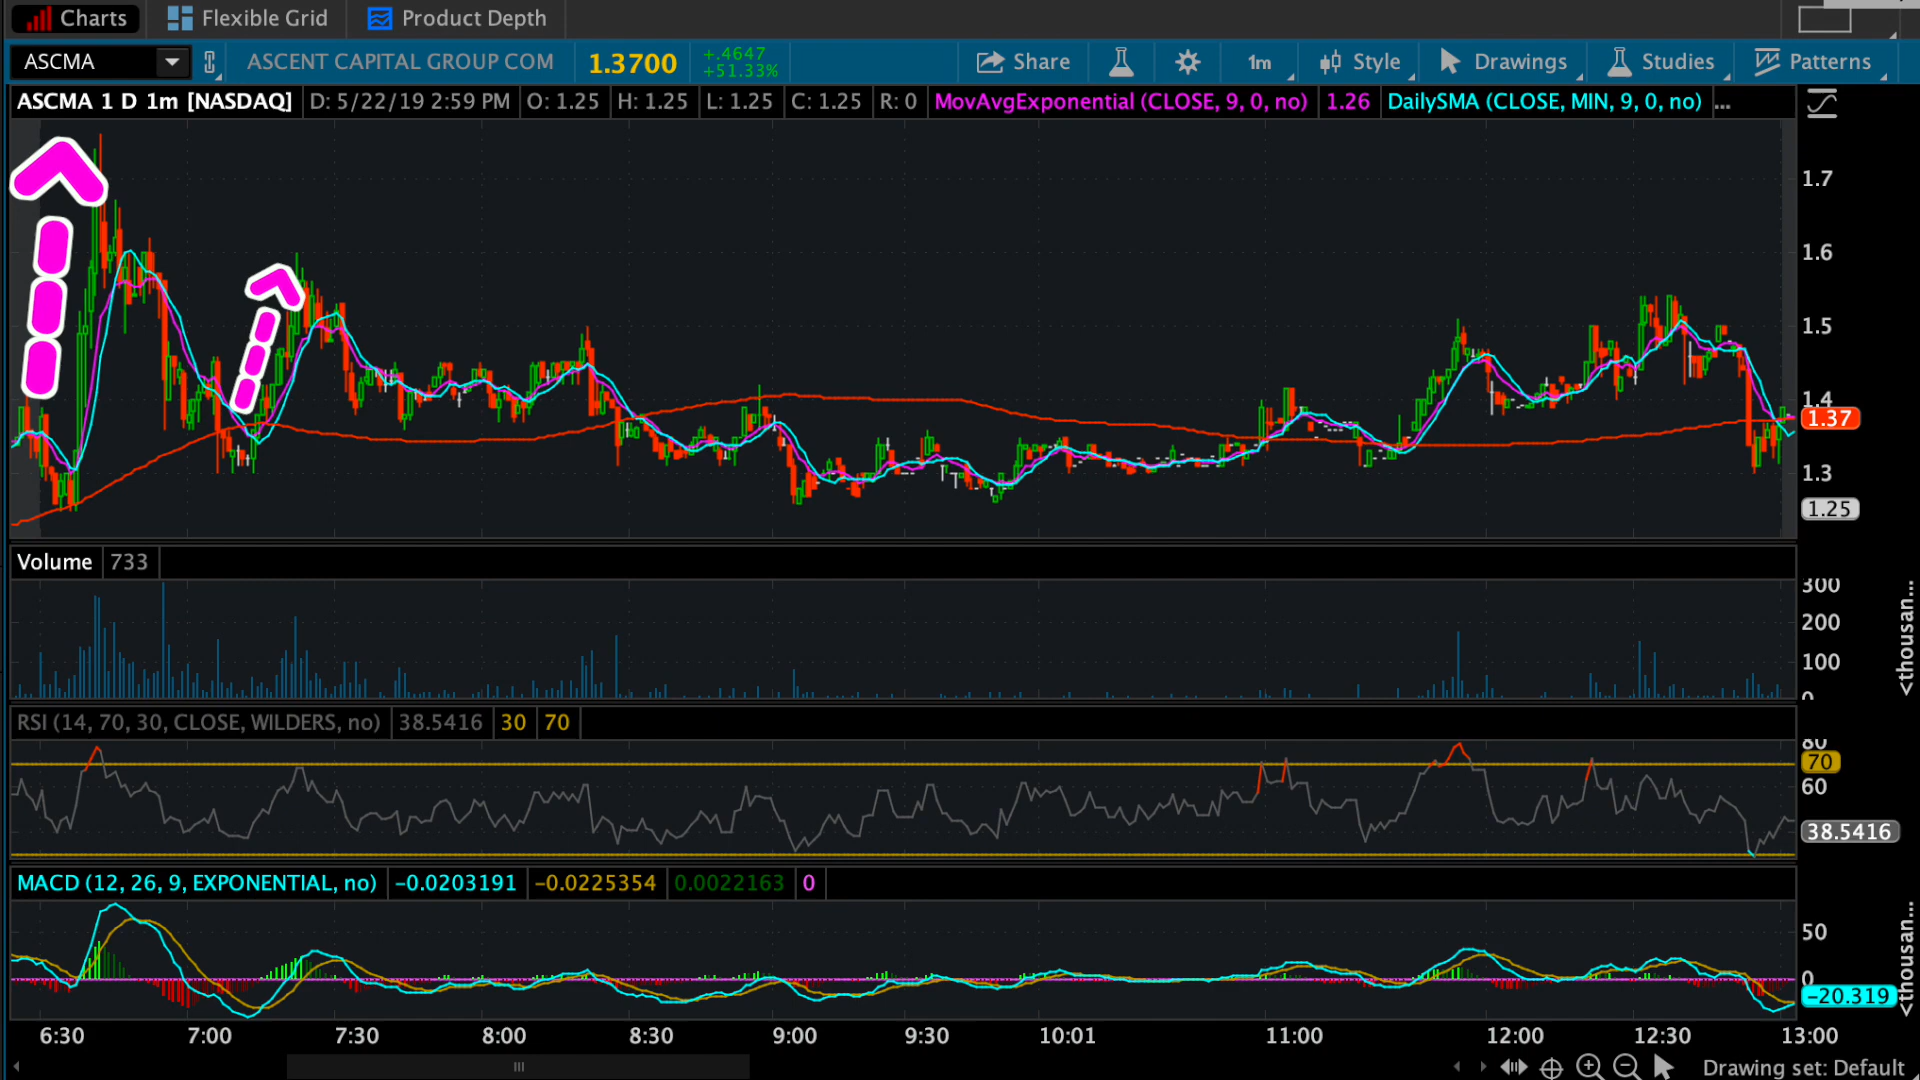 Charts Flexible Grid Product Depth
ASCMA ASCENT CAPITAL GROUP COM 1.3700 +.4647 +51.33% Share 1m Style Drawings Studies Patterns
ASCMA 1 D 1m [NASDAQ] D: 5/22/19 2:59 PM O: 1.25 H: 1.25 L: 1.25 C: 1.25 R: 0 MovAvgExponential (CLOSE, 9, 0, no) 1.26 DailySMA (CLOSE, MIN, 9, 0, no) ...
1.7
1.6
1.5
1.4
1.37
1.3
1.25
Volume 733
300
200
100
0
<thousan...
RSI (14, 70, 30, CLOSE, WILDERS, no) 38.5416 30 70
80
70
60
38.5416
MACD (12, 26, 9, EXPONENTIAL, no) -0.0203191 -0.0225354 0.0022163 0
50
0
-20.319
<thousan...
6:30 7:00 7:30 8:00 8:30 9:00 9:30 10:01 11:00 12:00 12:30 13:00
Drawing set: Default